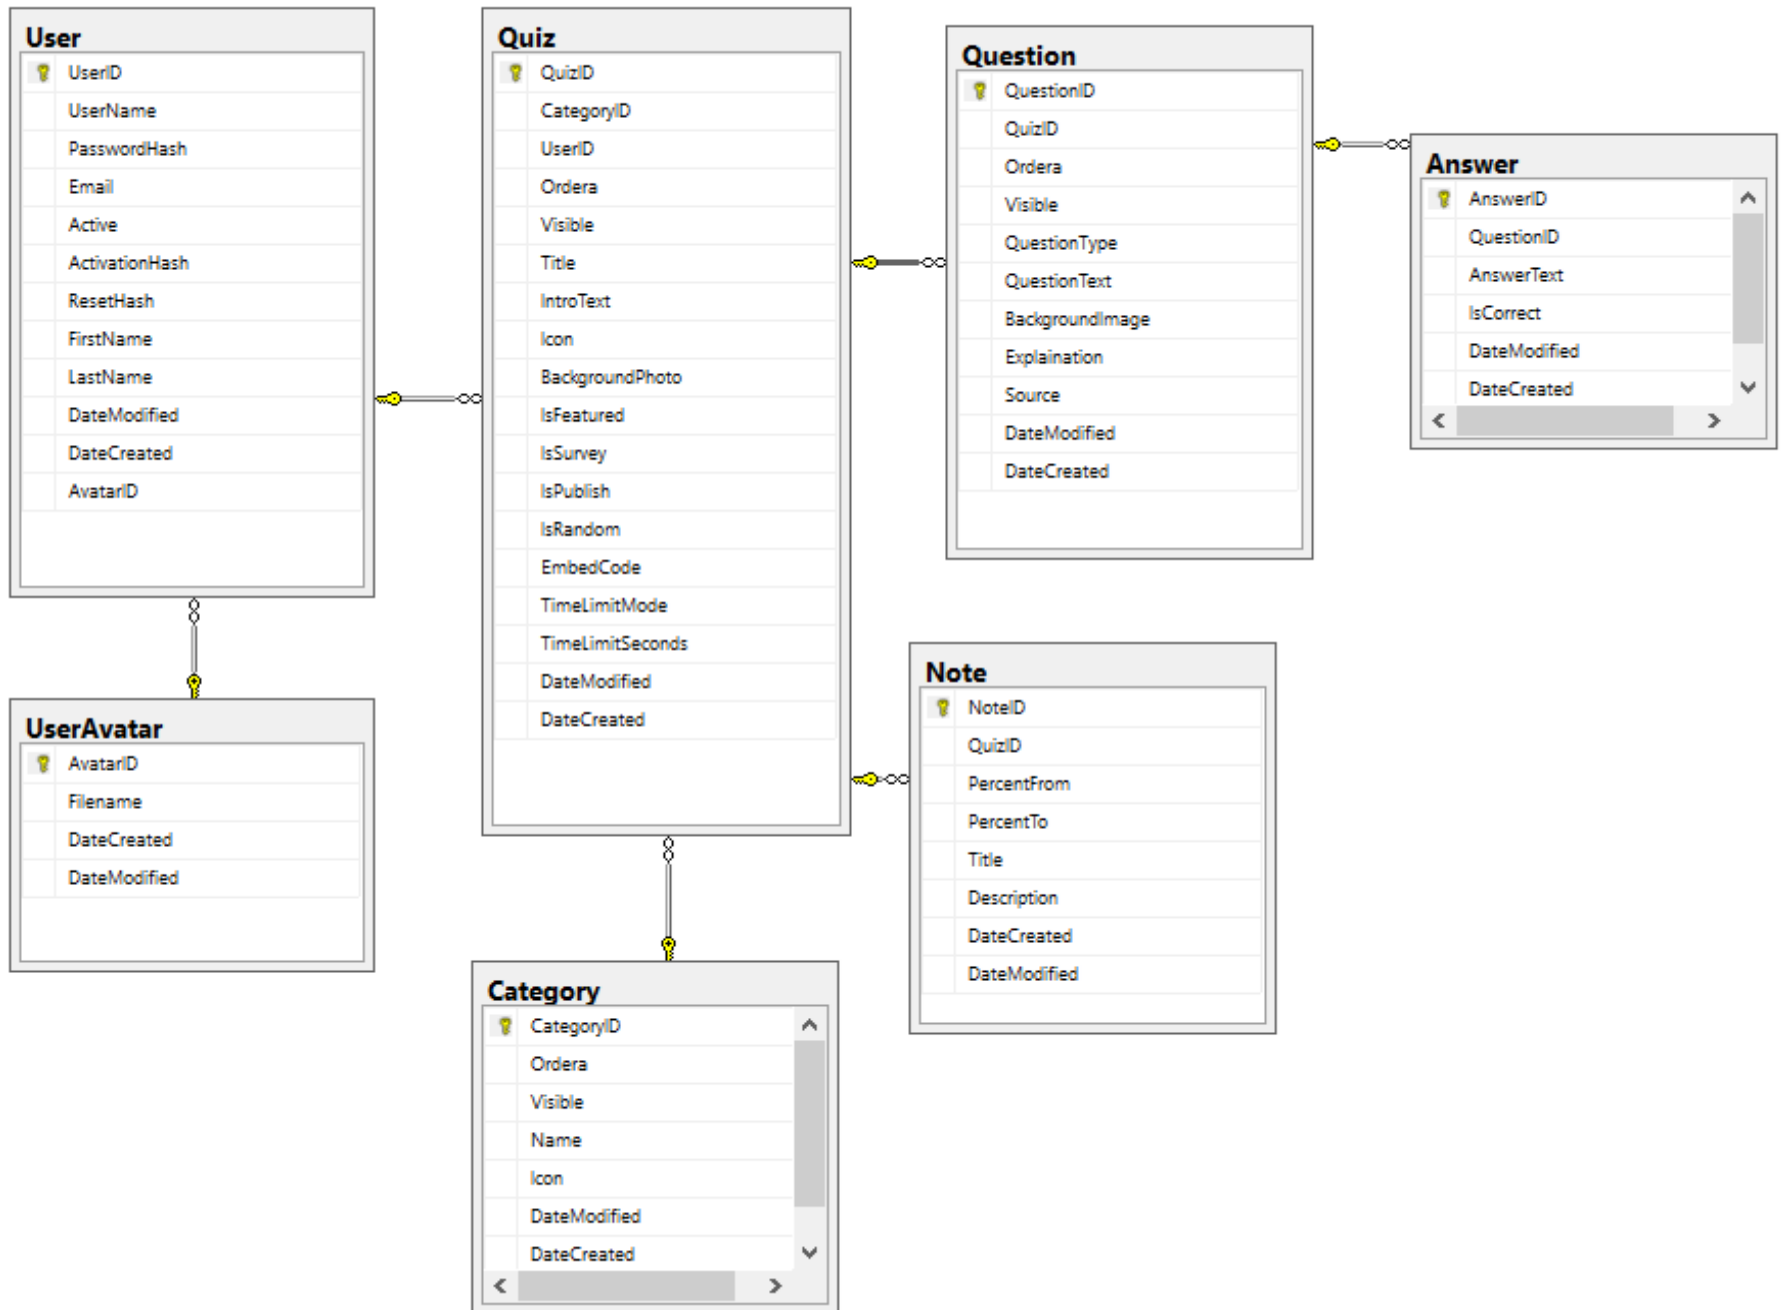 User
UserID
UserName
PasswordHash
Email
Active
ActivationHash
ResetHash
FirstName
LastName
DateModified
DateCreated
AvatarID
UserAvatar
AvatarID
Filename
DateCreated
DateModified
Quiz
QuizID
CategoryID
UserID
Ordera
Visible
Title
IntroText
Icon
BackgroundPhoto
IsFeatured
IsSurvey
IsPublish
IsRandom
EmbedCode
TimeLimitMode
TimeLimitSeconds
DateModified
DateCreated
Category
CategoryID
Ordera
Visible
Name
Icon
DateModified
DateCreated
Question
QuestionID
QuizID
Ordera
Visible
QuestionType
QuestionText
BackgroundImage
Explaination
Source
DateModified
DateCreated
Note
NoteID
QuizID
PercentFrom
PercentTo
Title
Description
DateCreated
DateModified
Answer
AnswerID
QuestionID
AnswerText
IsCorrect
DateModified
DateCreated